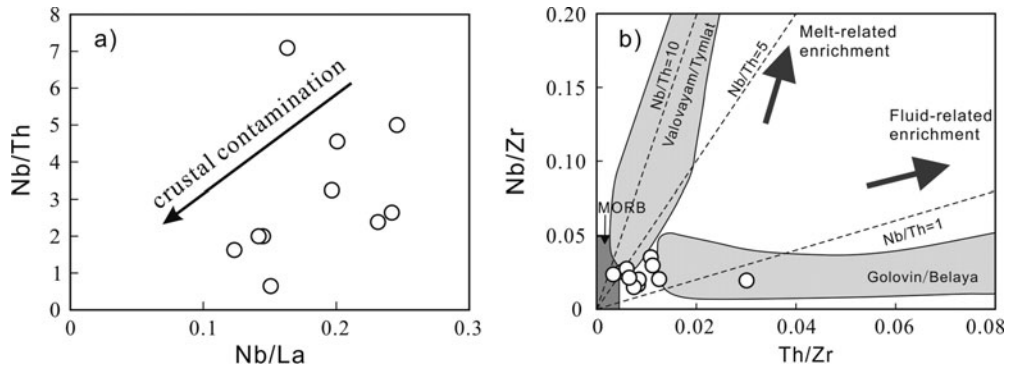 a)
8
7
6
5
4
3
2
1
0
Nb/Th
crustal contamination
0
0.1
0.2
0.3
Nb/La
b)
0.20
0.15
0.10
0.05
0.00
Nb/Zr
Nb/Th=10
Valovayam/Tymlat
Nb/Th=5
Melt-related
enrichment
Fluid-related
enrichment
MORB
Nb/Th=1
Golovin/Belaya
0
0.02
0.04
0.06
0.08
Th/Zr